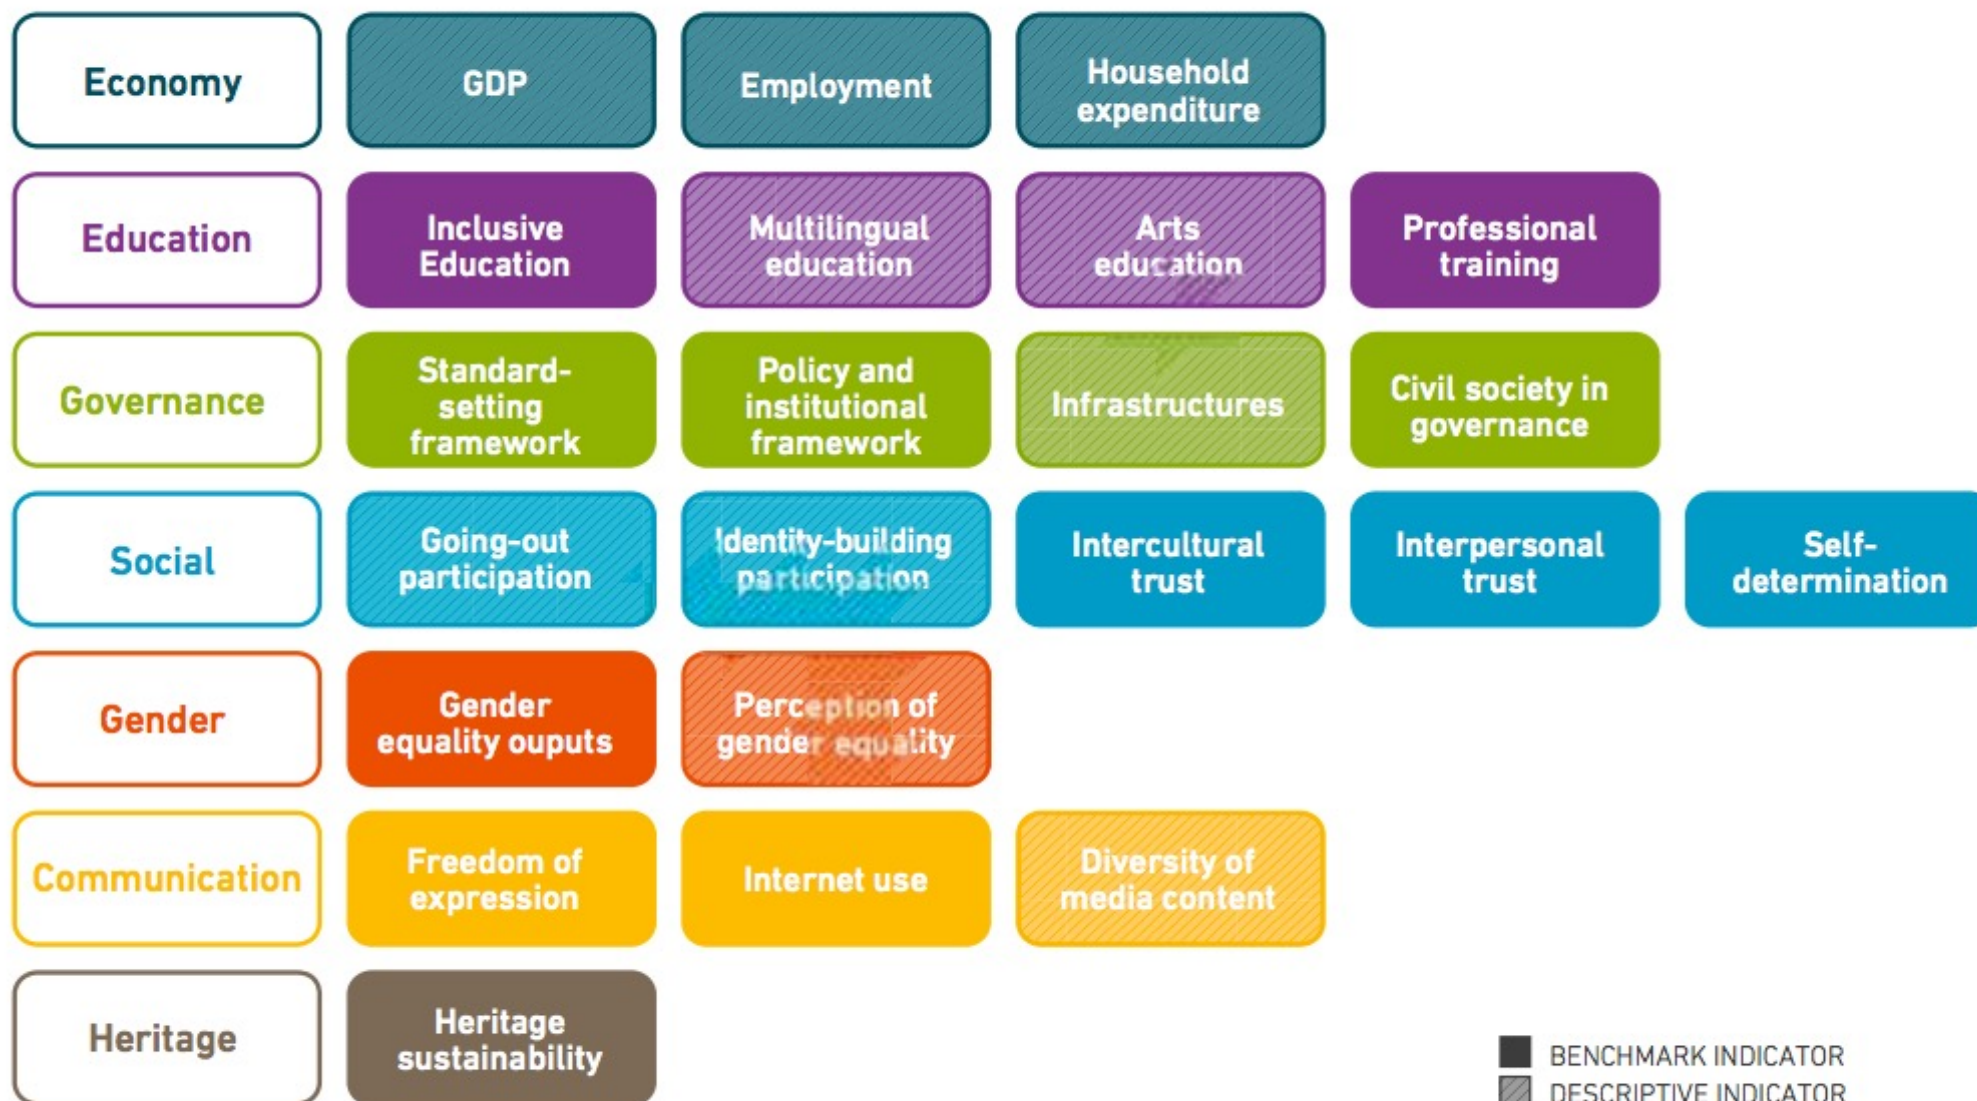 Economy
GDP
Employment
Household
expenditure
Education
Inclusive
Education
Multilingual
education
Arts
education
Professional
training
Governance
Standard-
setting
framework
Policy and
institutional
framework
Infrastructures
Civil society in
governance
Social
Going-out
participation
Identity-building
participation
Intercultural
trust
Interpersonal
trust
Self-
determination
Gender
Gender
equality ouputs
Perception of
gender equality
Communication
Freedom of
expression
Internet use
Diversity of
media content
Heritage
Heritage
sustainability
BENCHMARK INDICATOR
DESCRIPTIVE INDICATOR